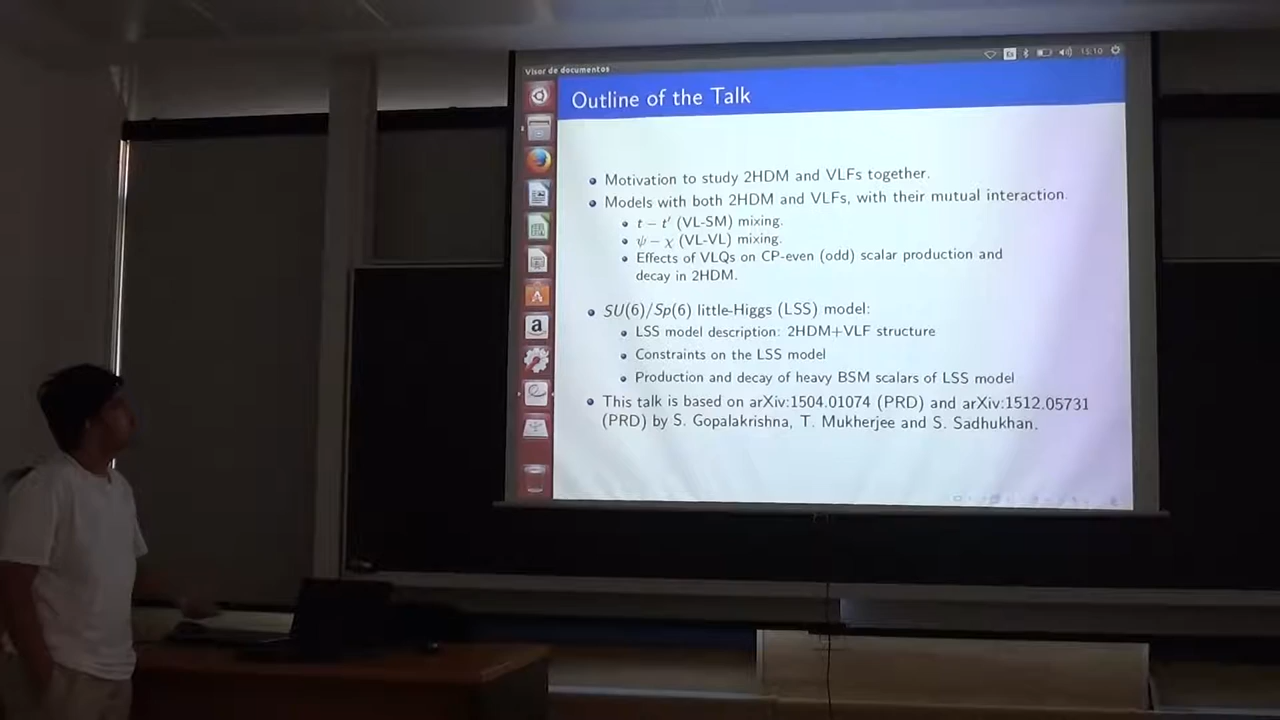 Visor de documentos
15:10
Outline of the Talk
Motivation to study 2HDM and VLFs together.
Models with both 2HDM and VLFs, with their mutual interaction.
t − t′ (VL-SM) mixing.
ψ − χ (VL-VL) mixing.
Effects of VLQs on CP-even (odd) scalar production and
decay in 2HDM.
SU(6)/Sp(6) little-Higgs (LSS) model:
LSS model description: 2HDM+VLF structure
Constraints on the LSS model
Production and decay of heavy BSM scalars of LSS model
This talk is based on arXiv:1504.01074 (PRD) and arXiv:1512.05731
(PRD) by S. Gopalakrishna, T. Mukherjee and S. Sadhukhan.